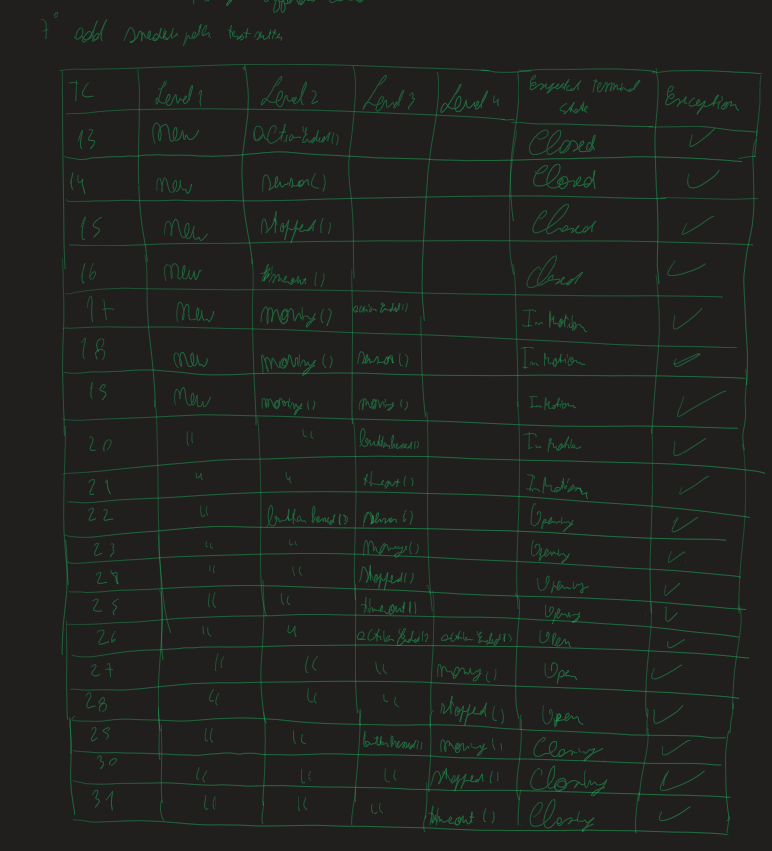 7° add sneak path test suite
TC Level 1 Level 2 Level 3 Level 4 Expected Terminal State Exception
13 new actionEnded() Closed ✓
14 new sensor() Closed ✓
15 new stopped() Closed ✓
16 new timeout() Closed ✓
17 new moving() actionEnded() In Motion ✓
18 new moving() sensor() In Motion ✓
19 new moving() moving() In Motion ✓
20 " " buttonPressed() In Motion ✓
21 " " timeout() In Motion ✓
22 " buttonPressed() sensor() Opening ✓
23 " " moving() Opening ✓
24 " " stopped() Opening ✓
25 " " timeout() Opening ✓
26 " " actionEnded() actionEnded() Open ✓
27 " " " moving() Open ✓
28 " " " stopped() Open ✓
29 " " buttonPressed() moving() Closing ✓
30 " " " stopped() Closing ✓
31 " " " timeout() Closing ✓